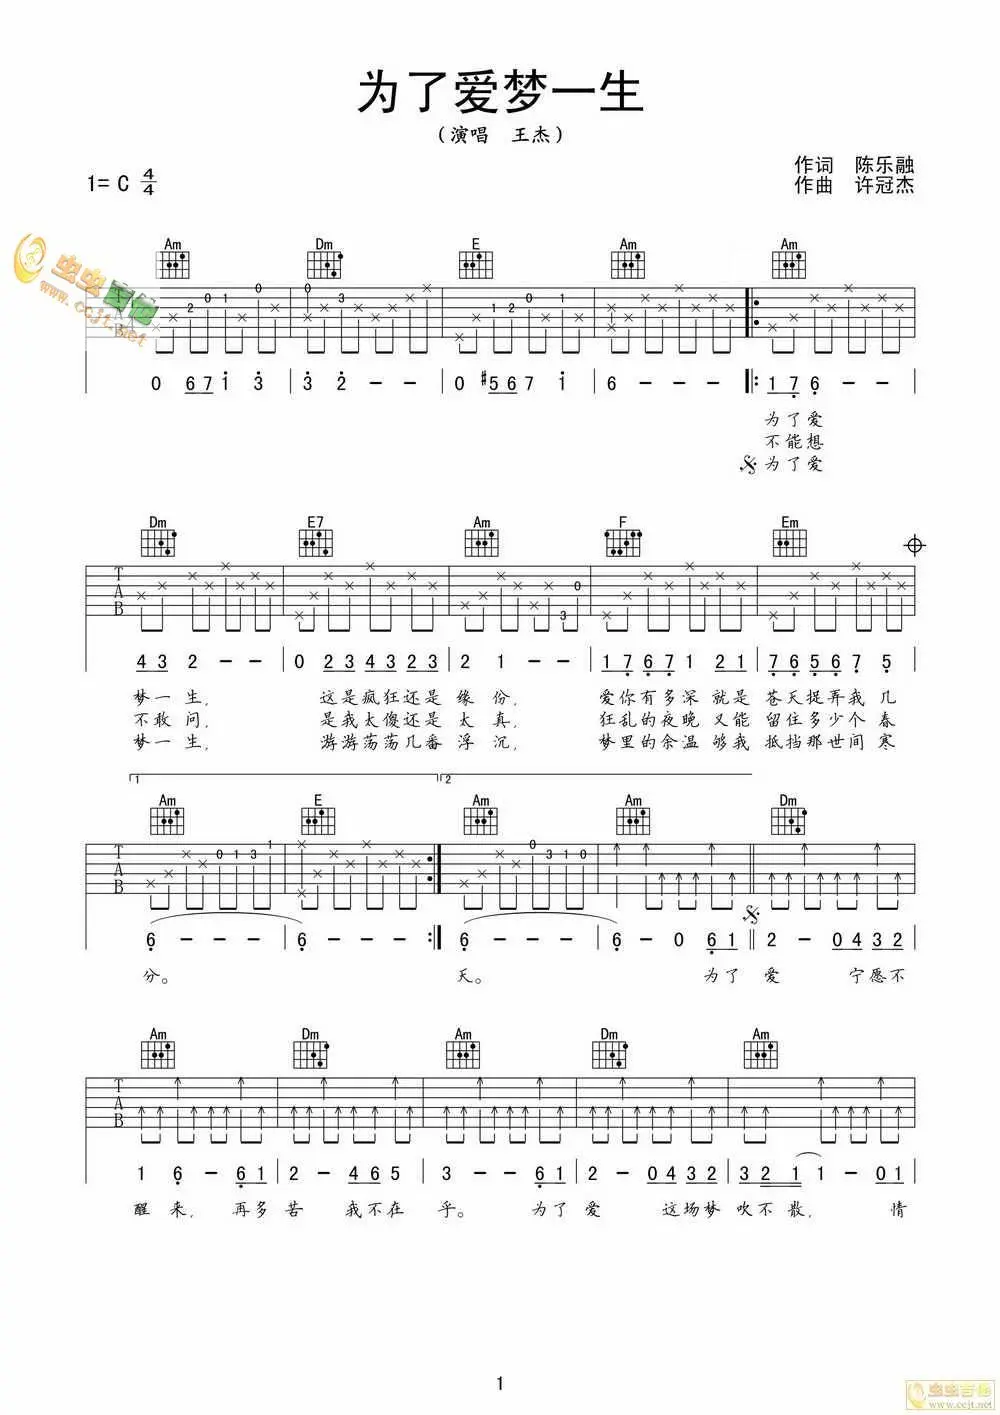 为了爱梦一生
(演唱 王杰)
作词 陈乐融
作曲 许冠杰
1= C 4/4
虫虫吉他
www.ccjt.net
Am Dm E Am Am
T A B
2 0 1 0 0 3 1 2 0 1
0 6 7 1 3 3 2 - - 0 #5 6 7 1 6 - - 1 7 6 - -
为了爱
不能想
为了爱
Dm E7 Am F Em
T A B
3 0
4 3 2 - - 0 2 3 4 3 2 3 2 1 - - 1 7 6 7 1 2 1 7 6 5 6 7 5
梦一生, 这是疯狂还是缘份, 爱你有多深就是苍天捉弄我几
不敢问, 是我太傻还是太真, 狂乱的夜晚又能留住多少个春
梦一生, 游游荡荡几番浮沉, 梦里的余温够我抵挡那世间寒
1 2
Am E Am Dm
T A B
0 1 3 1 0 3 1 0
6 - - - 6 - - - 6 - - - 6 - 0 6 1 2 - 0 4 3 2
分。 天。 为了爱 宁愿不
Am Dm Am Dm Am
T A B
1 6 - 6 1 2 - 4 6 5 3 - - 6 1 2 - 0 4 3 2 3 2 1 1 - 0 1
醒来, 再多苦 我不在乎。 为了爱 这场梦吹不散, 情
1
虫虫吉他
www.ccjt.net